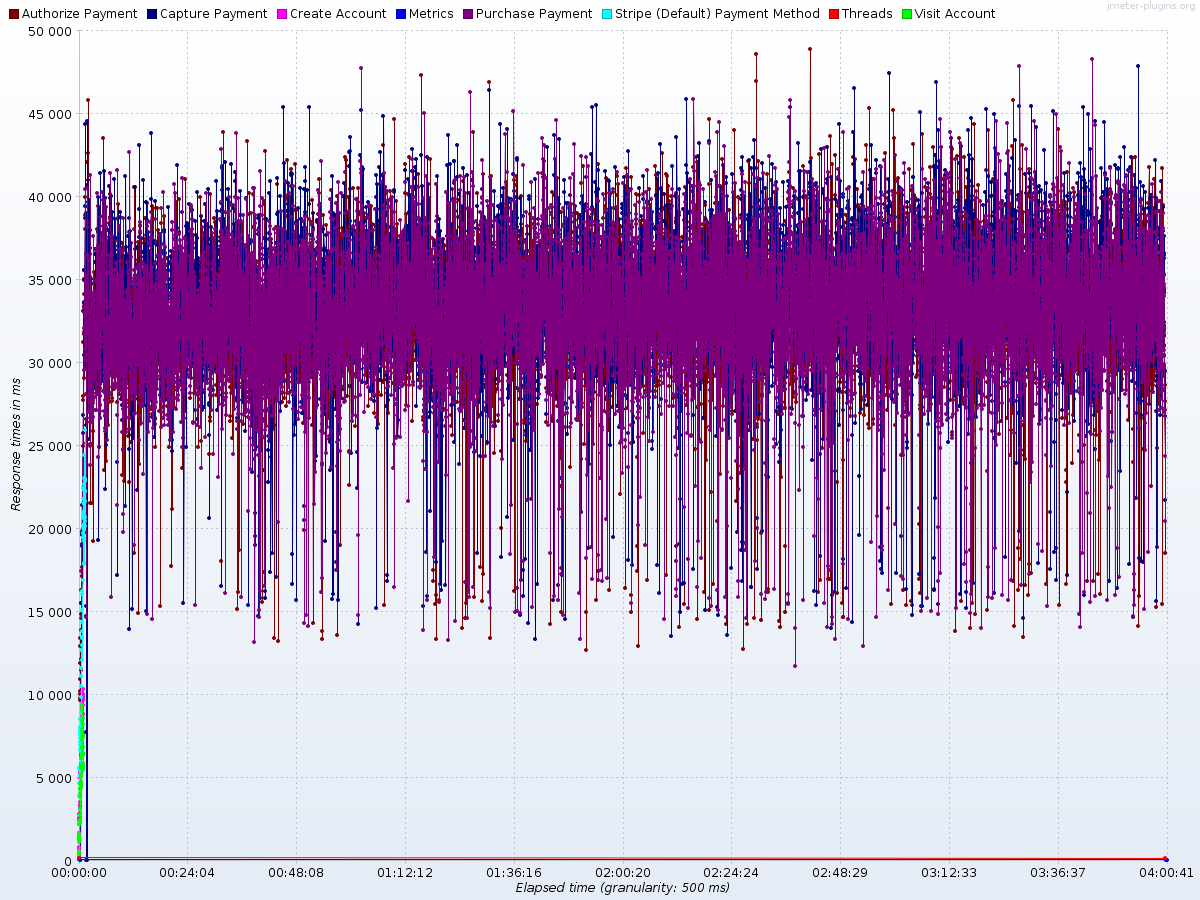 jmeter-plugins.org
Authorize Payment Capture Payment Create Account Metrics Purchase Payment Stripe (Default) Payment Method Threads Visit Account
50 000
45 000
40 000
35 000
30 000
25 000
20 000
15 000
10 000
5 000
0
Response times in ms
00:00:00 00:24:04 00:48:08 01:12:12 01:36:16 02:00:20 02:24:24 02:48:29 03:12:33 03:36:37 04:00:41
Elapsed time (granularity: 500 ms)